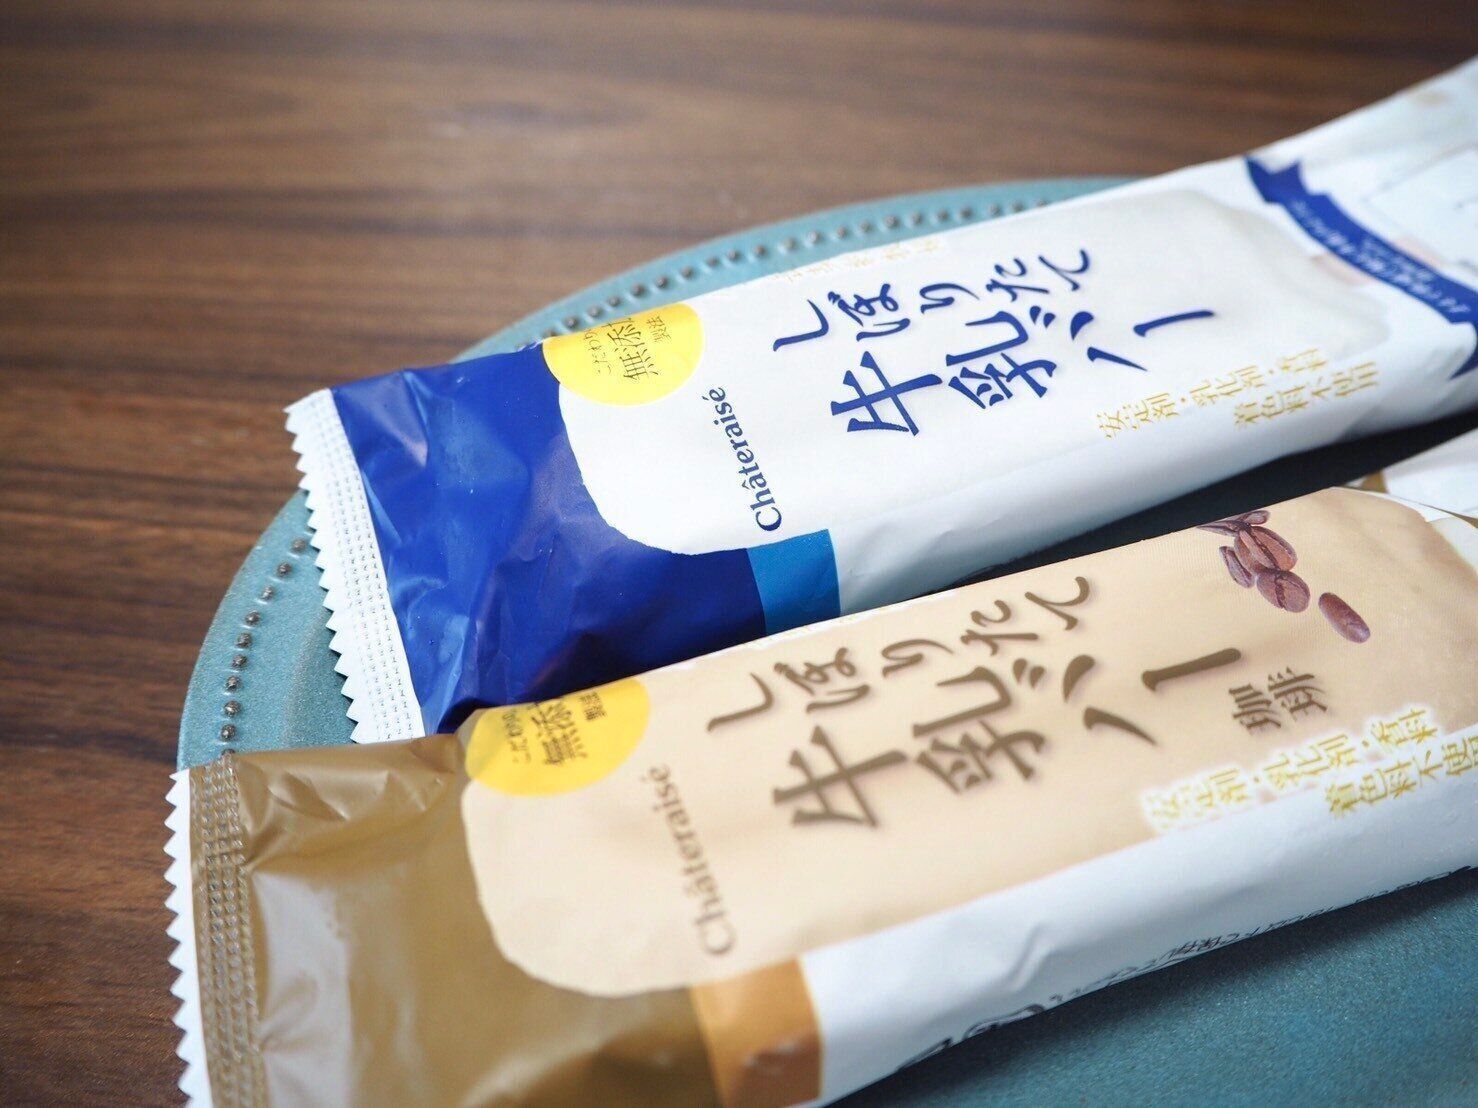 こだわりの
無添加
製法
Châteraisé
しぼりたて
牛乳バー
安定剤・乳化剤・香料
着色料不使用
こだわりの
無添加
製法
Châteraisé
しぼりたて
牛乳バー
珈琲
安定剤・乳化剤・香料
着色料不使用